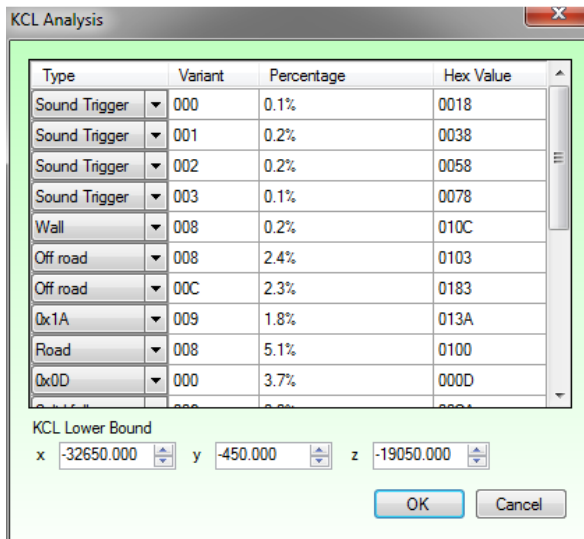 KCL Analysis
Type Variant Percentage Hex Value
Sound Trigger 000 0.1% 0018
Sound Trigger 001 0.2% 0038
Sound Trigger 002 0.2% 0058
Sound Trigger 003 0.1% 0078
Wall 008 0.2% 010C
Off road 008 2.4% 0103
Off road 00C 2.3% 0183
0x1A 009 1.8% 013A
Road 008 5.1% 0100
0x0D 000 3.7% 000D
KCL Lower Bound
x -32650.000 y -450.000 z -19050.000
OK Cancel